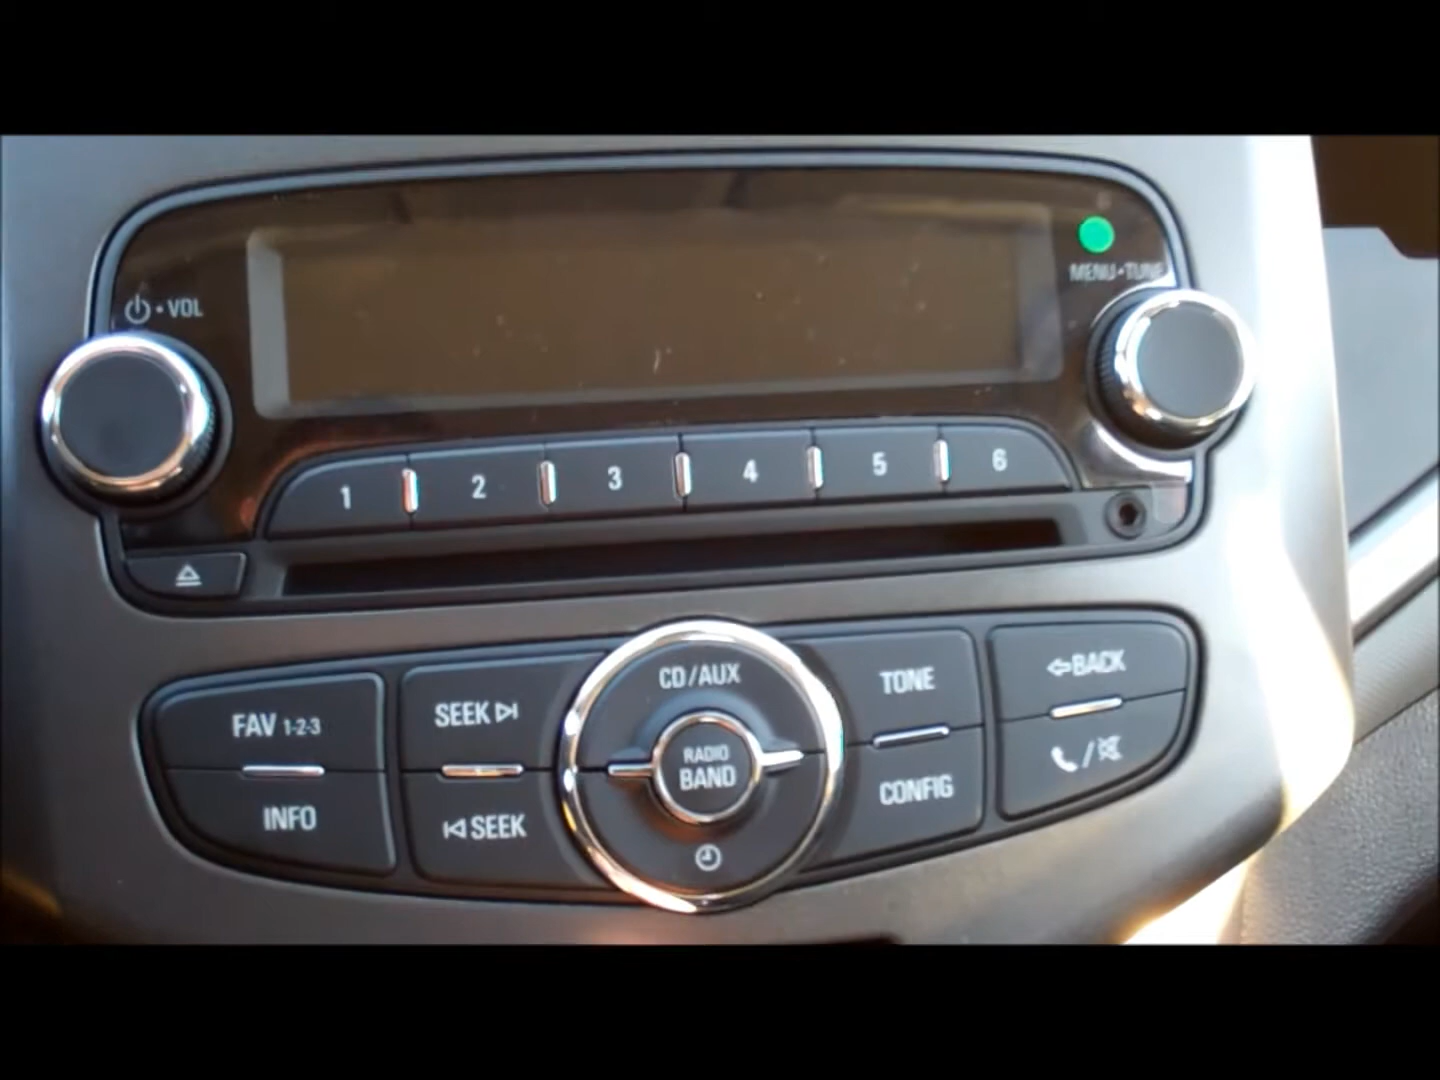 • VOL
MENU•TUNE
1
2
3
4
5
6
FAV 1-2-3
INFO
SEEK
SEEK
CD/AUX
RADIO
BAND
TONE
CONFIG
BACK
/